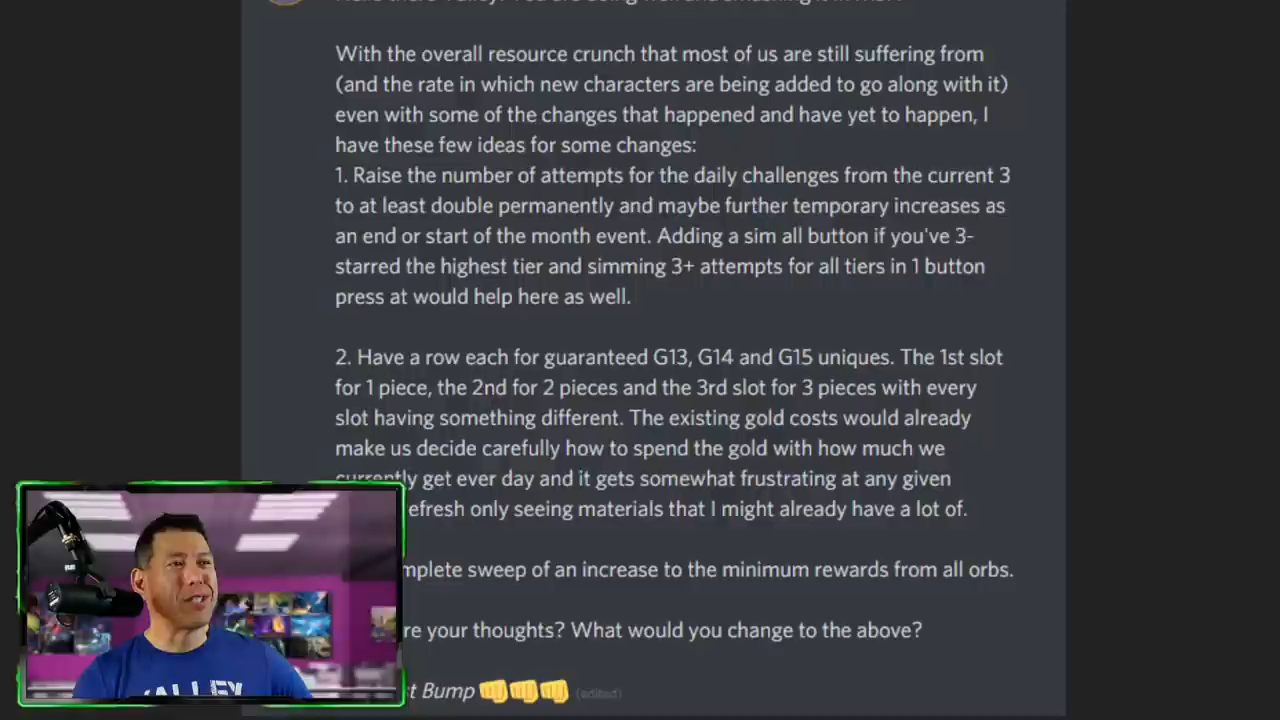 With the overall resource crunch that most of us are still suffering from
(and the rate in which new characters are being added to go along with it)
even with some of the changes that happened and have yet to happen, I
have these few ideas for some changes:
1. Raise the number of attempts for the daily challenges from the current 3
to at least double permanently and maybe further temporary increases as
an end or start of the month event. Adding a sim all button if you've 3-
starred the highest tier and simming 3+ attempts for all tiers in 1 button
press at would help here as well.
2. Have a row each for guaranteed G13, G14 and G15 uniques. The 1st slot
for 1 piece, the 2nd for 2 pieces and the 3rd slot for 3 pieces with every
slot having something different. The existing gold costs would already
make us decide carefully how to spend the gold with how much we
currently get ever day and it gets somewhat frustrating at any given
efresh only seeing materials that I might already have a lot of.
mplete sweep of an increase to the minimum rewards from all orbs.
re your thoughts? What would you change to the above?
t Bump 👊👊👊 (edited)
VALLEY